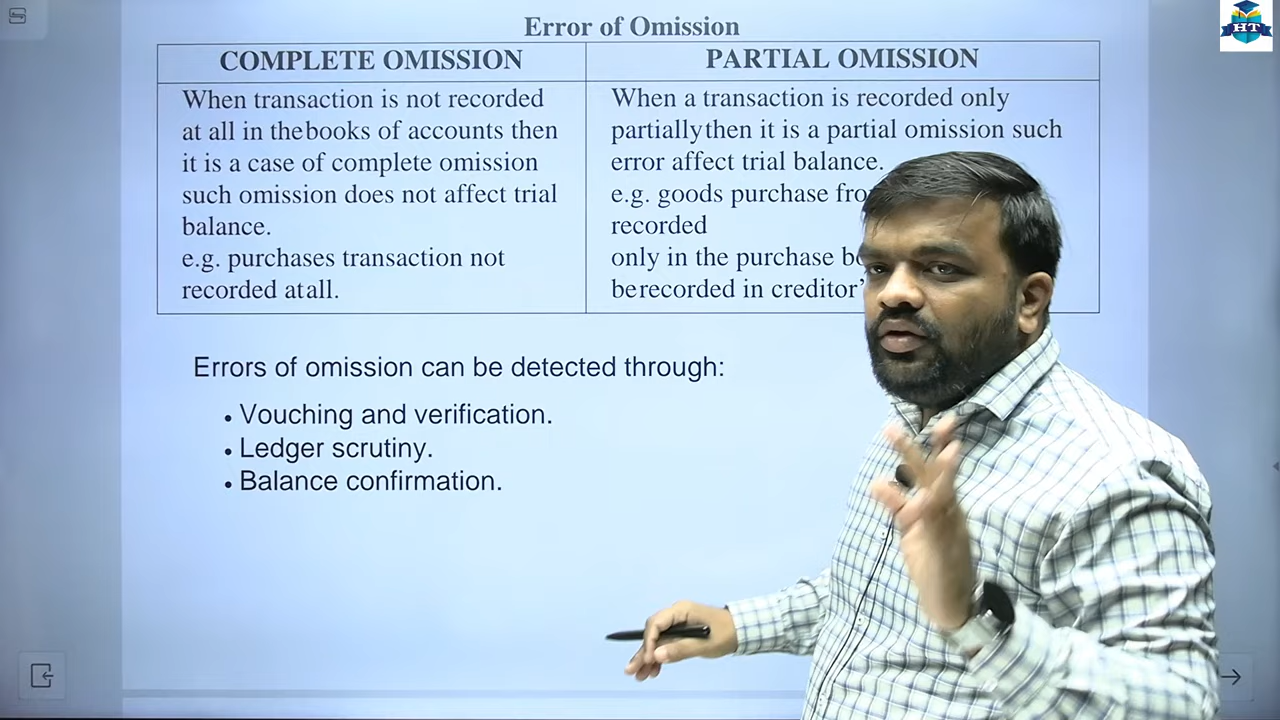 Error of Omission
COMPLETE OMISSION
When transaction is not recorded
at all in thebooks of accounts then
it is a case of complete omission
such omission does not affect trial
balance.
e.g. purchases transaction not
recorded atall.
PARTIAL OMISSION
When a transaction is recorded only
partiallythen it is a partial omission such
error affect trial balance.
e.g. goods purchase
recorded
only in the purchase
berecorded in creditor'
Errors of omission can be detected through:
• Vouching and verification.
• Ledger scrutiny.
• Balance confirmation.
HT